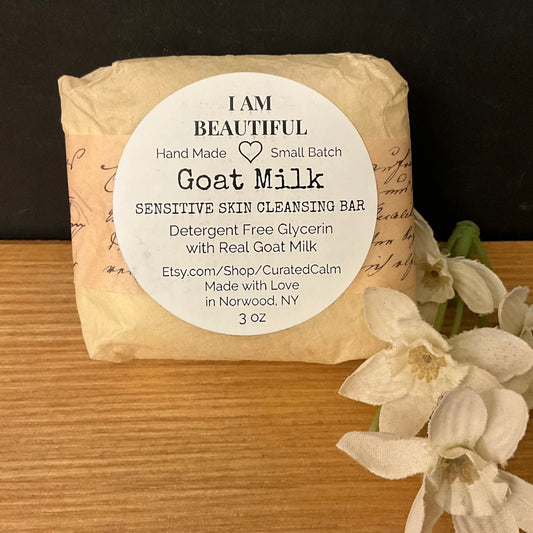 I AM
BEAUTIFUL
Hand Made ♡ Small Batch
Goat Milk
SENSITIVE SKIN CLEANSING BAR
Detergent Free Glycerin
with Real Goat Milk
Etsy.com/Shop/CuratedCalm
Made with Love
in Norwood, NY
3 oz